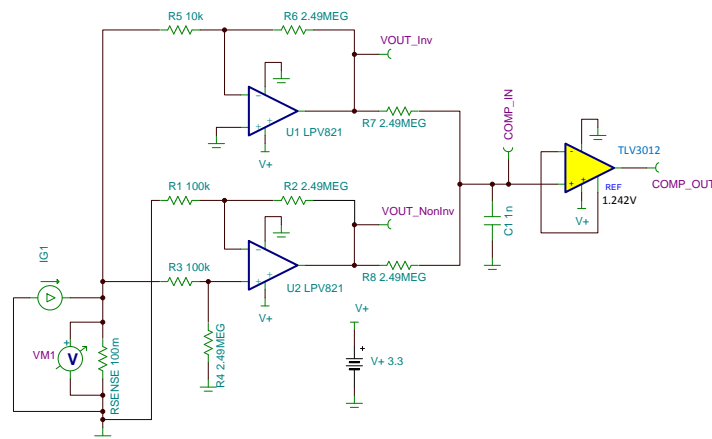 R5 10k
R6 2.49MEG
VOUT_Inv
U1 LPV821
V+
R7 2.49MEG
COMP_IN
TLV3012
REF
1.242V
COMP_OUT
V+
R1 100k
R2 2.49MEG
VOUT_NonInv
C1 1n
IG1
R3 100k
U2 LPV821
R8 2.49MEG
V+
V+
R4 2.49MEG
VM1
V
RSENSE 100m
V+ 3.3